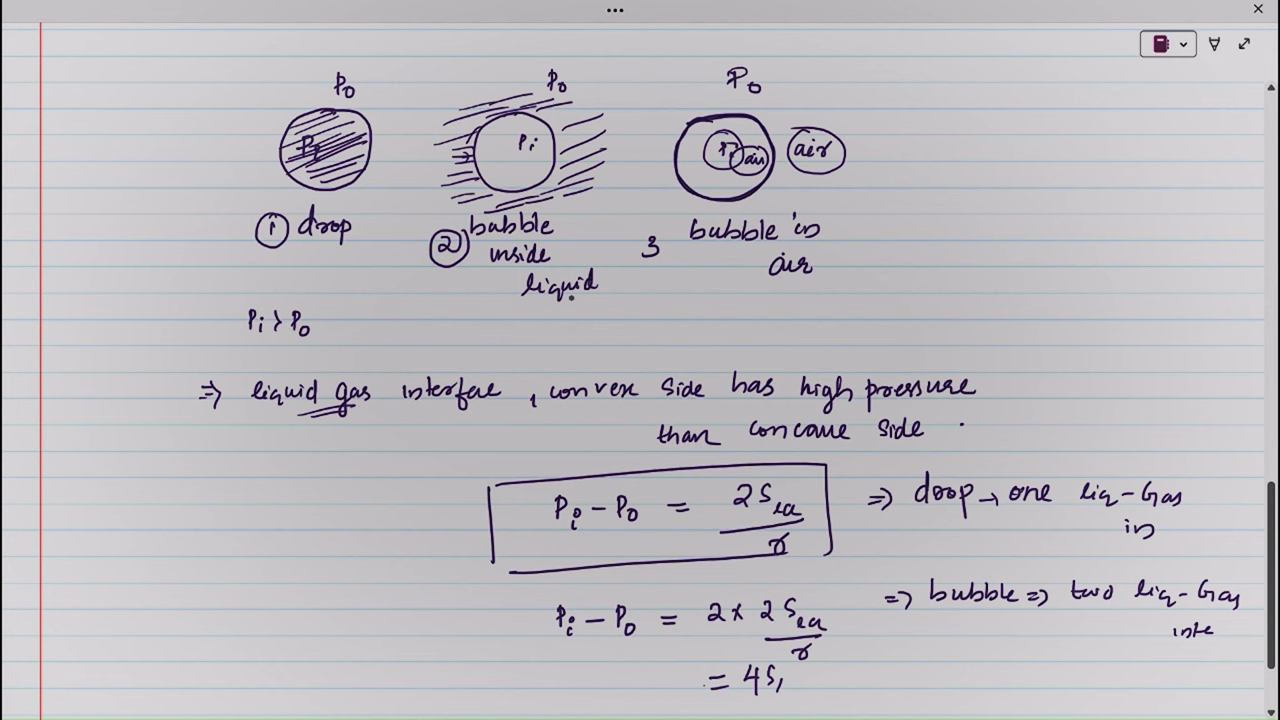 P₀ P₀ P₀
Pᵢ air air
① drop
② bubble
inside
liquid
3 bubble in
air
Pᵢ > P₀
⇒ liquid gas interface, convex side has high pressure
than concave side .
Pᵢ - P₀ = 2Sₗₐ / r ⇒ drop → one liq-Gas
in
Pᵢ - P₀ = 2 × 2Sₗₐ / r ⇒ bubble ⇒ two liq-Gas
inte
= 4S,